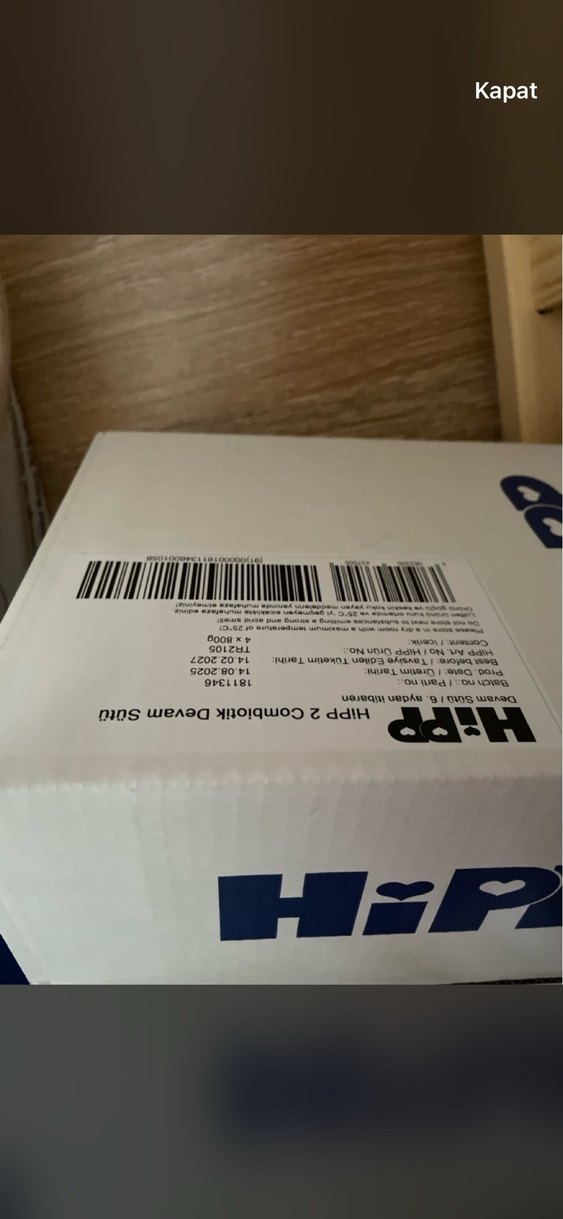 Kapat
HiPP
HiPP 2 Combiotik Devam Sütü
Devam Sütü / 6. aydan itibaren
Batch no.: / Parti no.: 1811346
Prod. Date: / Üretim Tarihi: 14.08.2025
Best before: / Tavsiye Edilen Tüketim Tarihi: 14.02.2027
HIPP Art. No / HIPP Ürün No.: TR2105
Content: / İcerik: 4 x 800g
Please store in a dry room with a maximum temperature of 25°C!
Do not store next to substances emitting a strong and acrid smell!
Lütfen ürünü kuru ortamda ve 25°C yi geçmeyen sıcaklıkta muhafaza ediniz
Ürünü güçlü ve keskin koku yayan maddelerin yanında muhafaza etmeyiniz!
(91)000001811346001058
HiPP